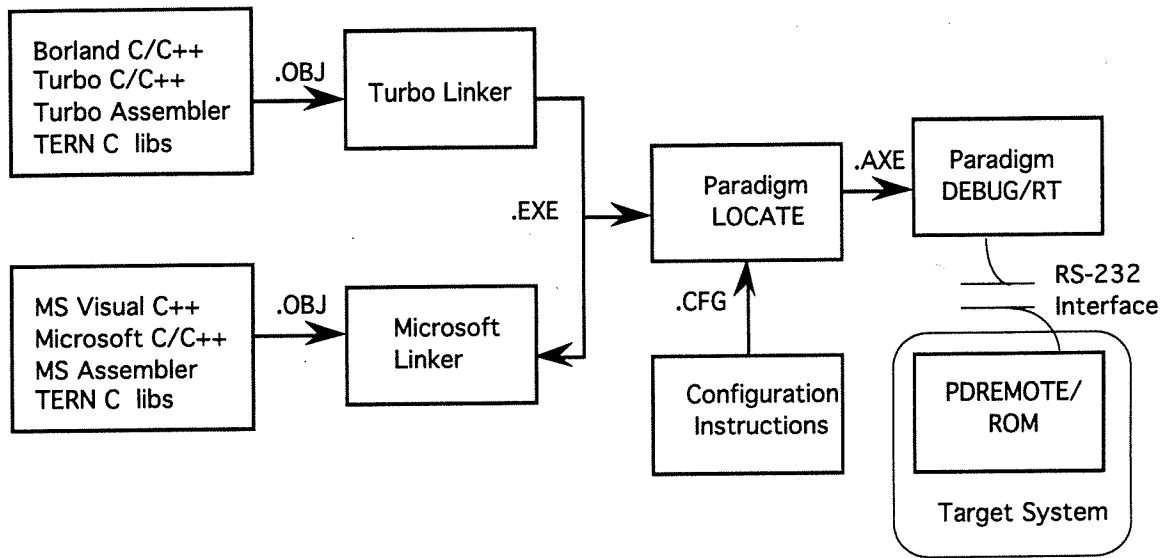 Borland C/C++
Turbo C/C++
Turbo Assembler
TERN C libs
.OBJ
Turbo Linker
.EXE
MS Visual C++
Microsoft C/C++
MS Assembler
TERN C libs
.OBJ
Microsoft
Linker
Paradigm
LOCATE
.CFG
Configuration
Instructions
.AXE
Paradigm
DEBUG/RT
RS-232
Interface
PDREMOTE/
ROM
Target System